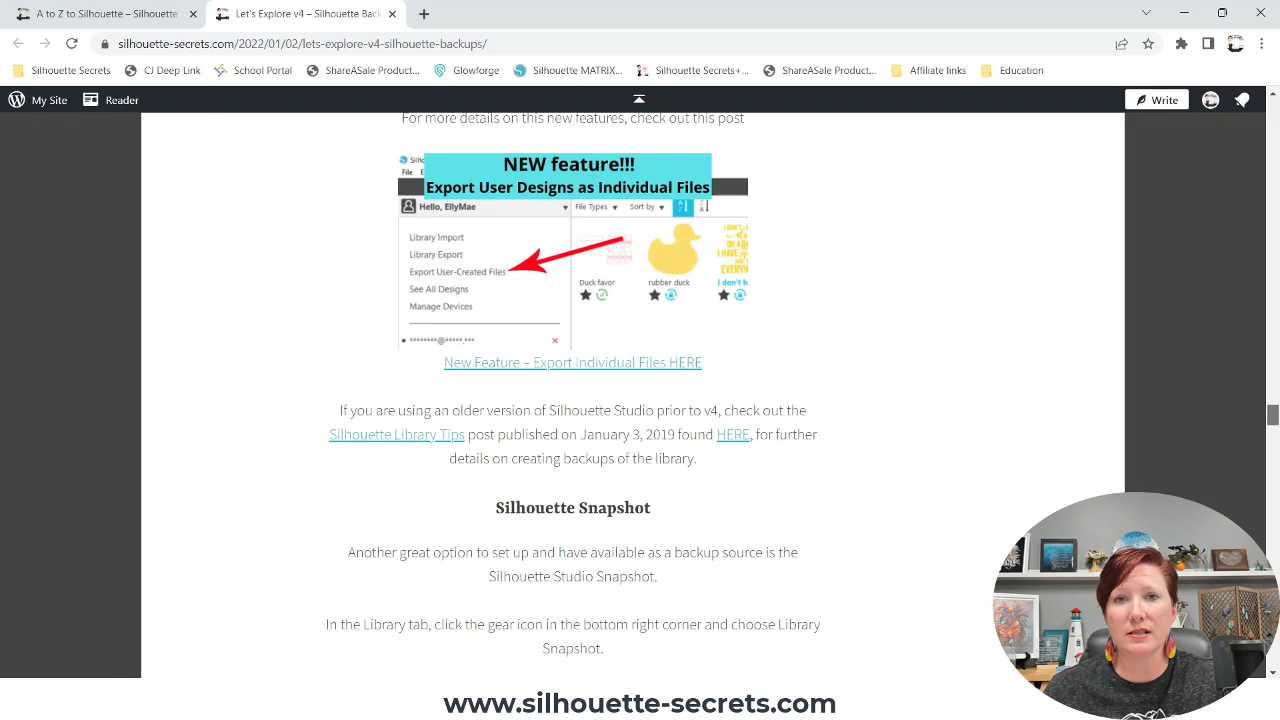 A to Z to Silhouette – Silhouette
Let's Explore v4 – Silhouette Back
silhouette-secrets.com/2022/01/02/lets-explore-v4-silhouette-backups/
Silhouette Secrets
CJ Deep Link
School Portal
ShareASale Product...
Glowforge
Silhouette MATRIX...
Silhouette Secrets+...
ShareASale Product...
Affiliate links
Education
My Site
Reader
Write
For more details on this new features, check out this post
NEW feature!!!
Export User Designs as Individual Files
File
Hello, EllyMae
File Types
Sort by
Library Import
Library Export
Export User-Created Files
See All Designs
Manage Devices
********@*****.***
Duck favor
rubber duck
I don't h
New Feature – Export Individual Files HERE
If you are using an older version of Silhouette Studio prior to v4, check out the
Silhouette Library Tips post published on January 3, 2019 found HERE, for further
details on creating backups of the library.
Silhouette Snapshot
Another great option to set up and have available as a backup source is the
Silhouette Studio Snapshot.
In the Library tab, click the gear icon in the bottom right corner and choose Library
Snapshot.
www.silhouette-secrets.com